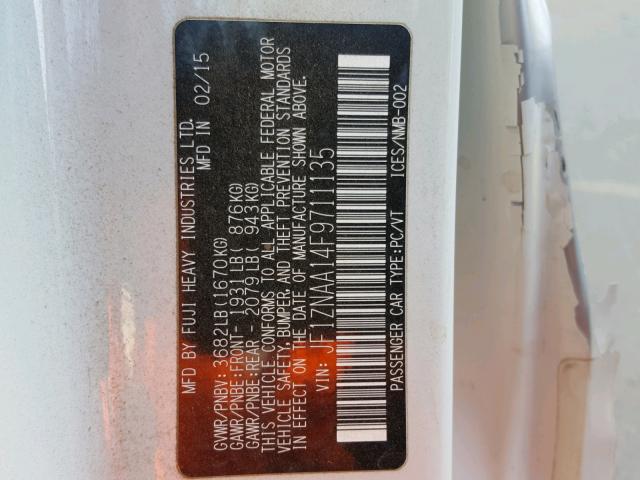 MFD BY FUJI HEAVY INDUSTRIES LTD.
MFD IN 02/15
GVWR/PNBV: 3682LB(1670KG)
GAWR/PNBE:FRONT- 1931LB( 876KG)
GAWR/PNBE:REAR - 2079LB( 943KG)
THIS VEHICLE CONFORMS TO ALL APPLICABLE FEDERAL MOTOR
VEHICLE SAFETY, BUMPER, AND THEFT PREVENTION STANDARDS
IN EFFECT ON THE DATE OF MANUFACTURE SHOWN ABOVE.
VIN: JF1ZNAA14F9711135
PASSENGER CAR TYPE:PC/VT ICES/NMB-002